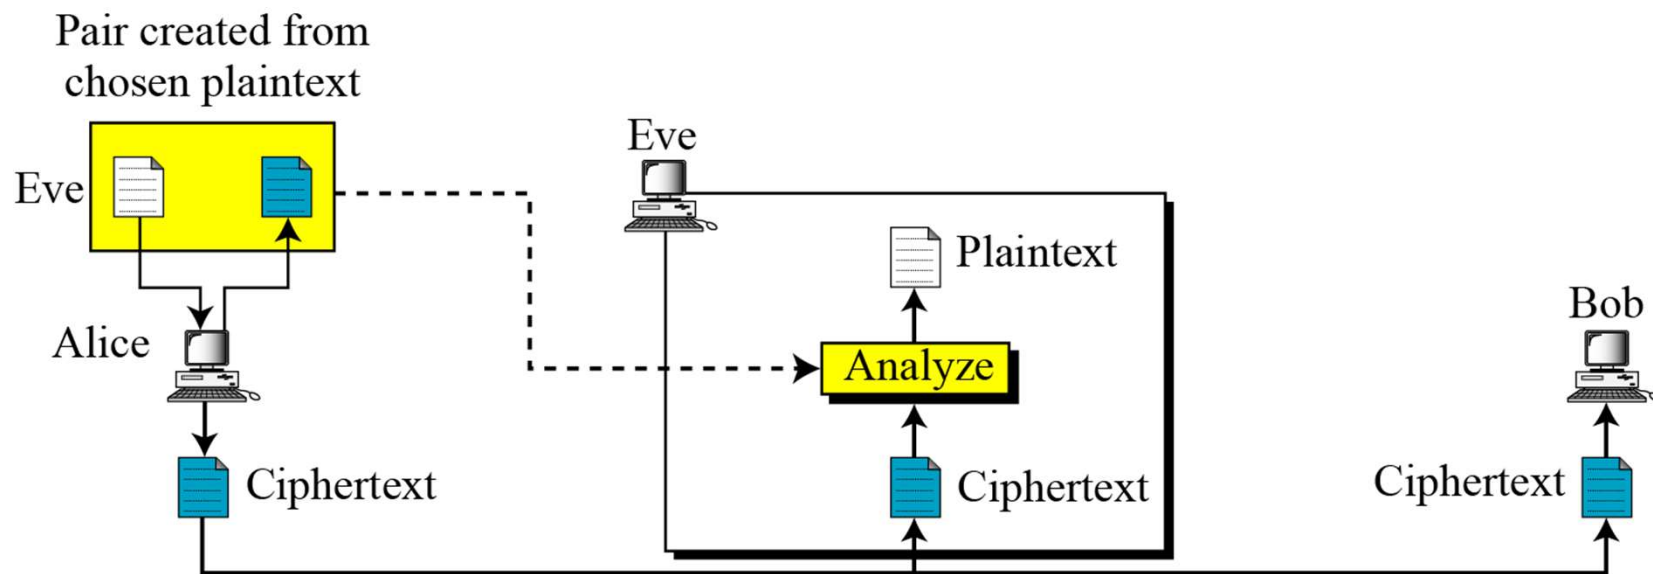 Pair created from
chosen plaintext
Eve
Eve
Plaintext
Bob
Alice
Analyze
Ciphertext
Ciphertext
Ciphertext